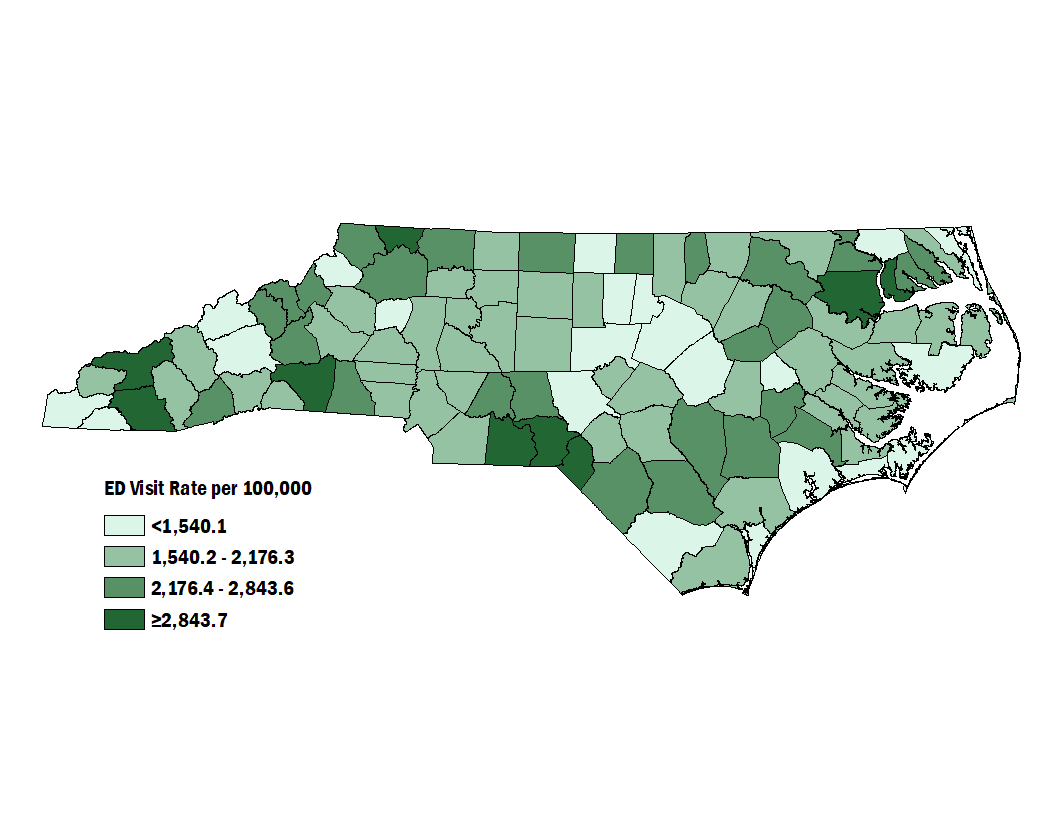 ED Visit Rate per 100,000
<1,540.1
1,540.2 - 2,176.3
2,176.4 - 2,843.6
≥2,843.7